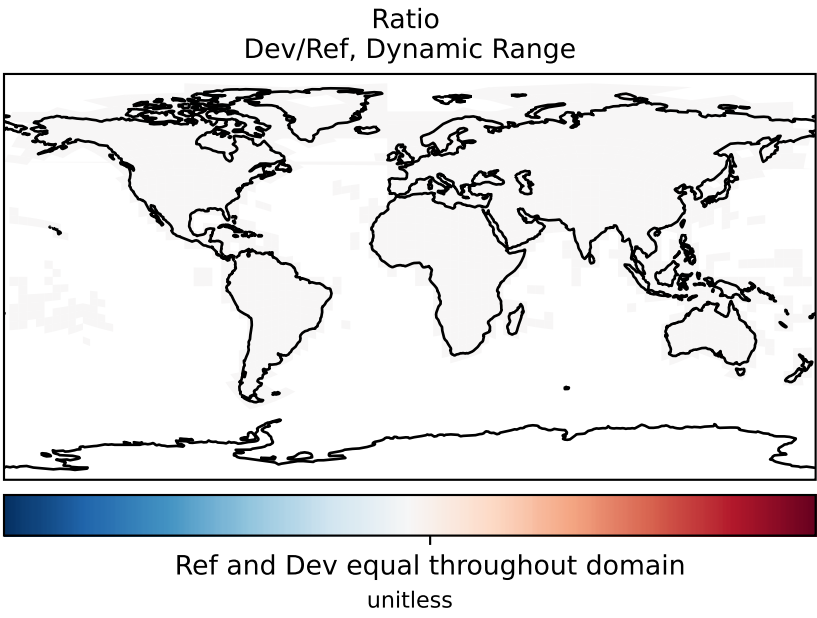 Ratio
Dev/Ref, Dynamic Range
Ref and Dev equal throughout domain
unitless